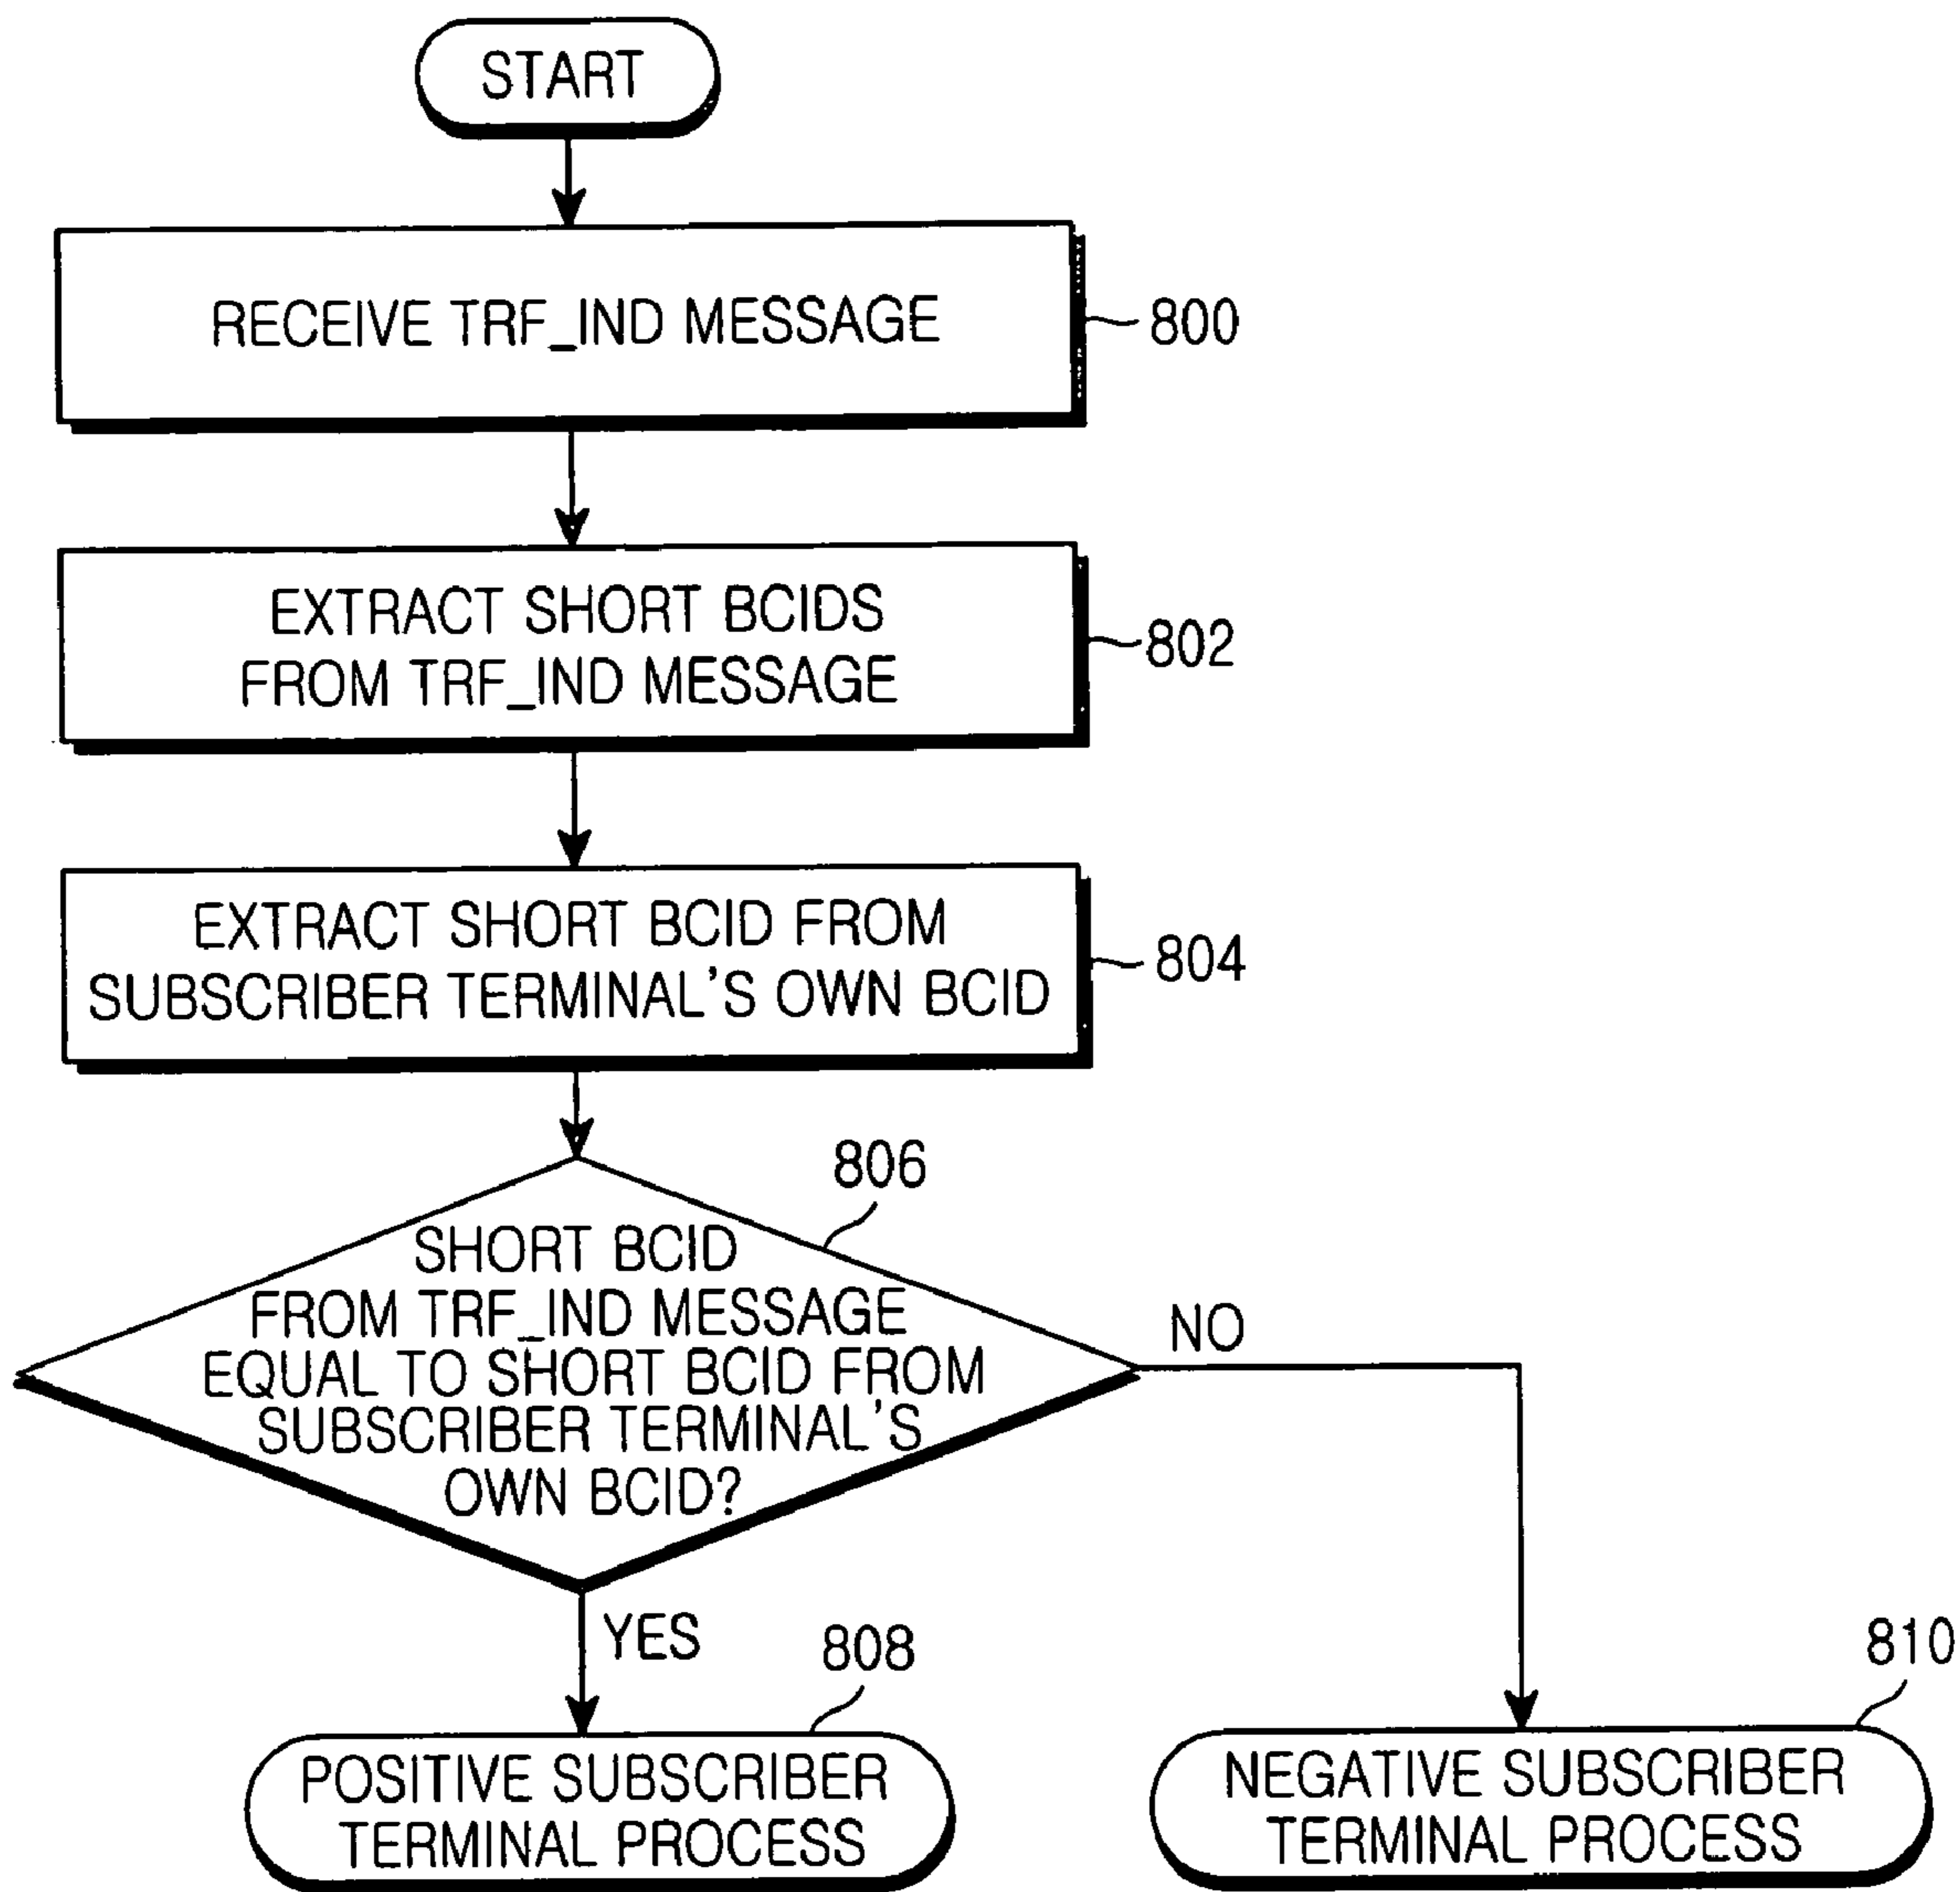 START
RECEIVE TRF_IND MESSAGE
800
EXTRACT SHORT BCIDS
FROM TRF_IND MESSAGE
802
EXTRACT SHORT BCID FROM
SUBSCRIBER TERMINAL'S OWN BCID
804
806
SHORT BCID
FROM TRF_IND MESSAGE
EQUAL TO SHORT BCID FROM
SUBSCRIBER TERMINAL'S
OWN BCID?
NO
YES
808
POSITIVE SUBSCRIBER
TERMINAL PROCESS
810
NEGATIVE SUBSCRIBER
TERMINAL PROCESS